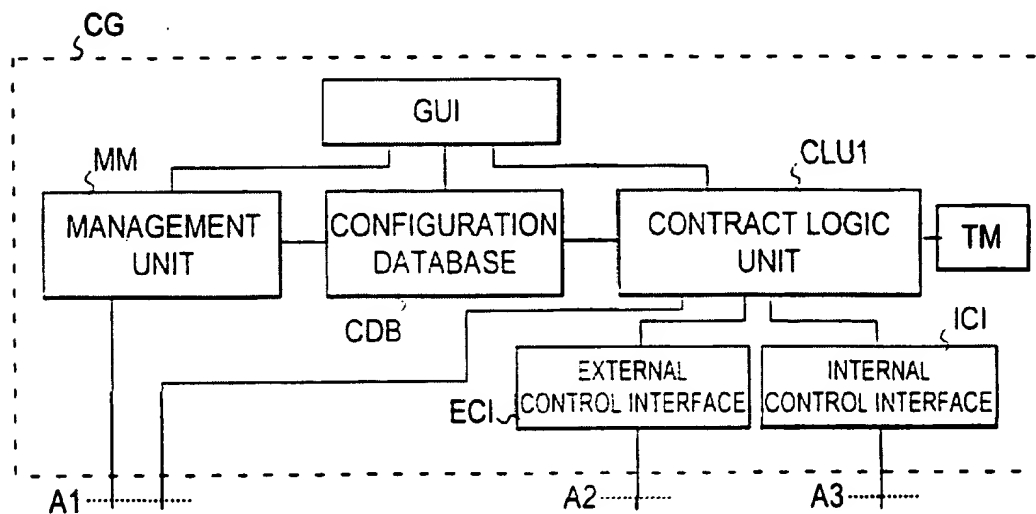 CG
GUI
MM
CLU1
MANAGEMENT
UNIT
CONFIGURATION
DATABASE
CONTRACT LOGIC
UNIT
TM
CDB
ICI
EXTERNAL
CONTROL INTERFACE
INTERNAL
CONTROL INTERFACE
ECI
A1
A2
A3